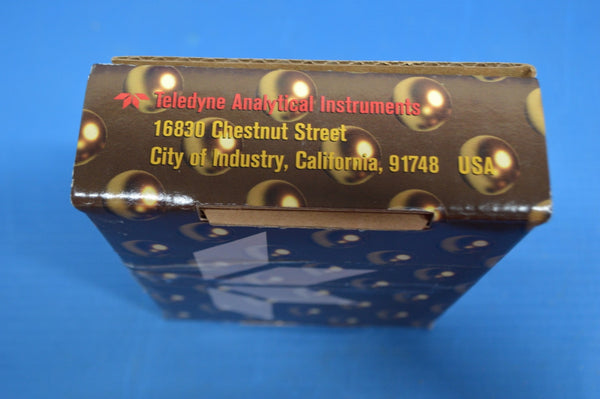 Teledyne Analytical Instruments
16830 Chestnut Street
City of Industry, California, 91748 USA